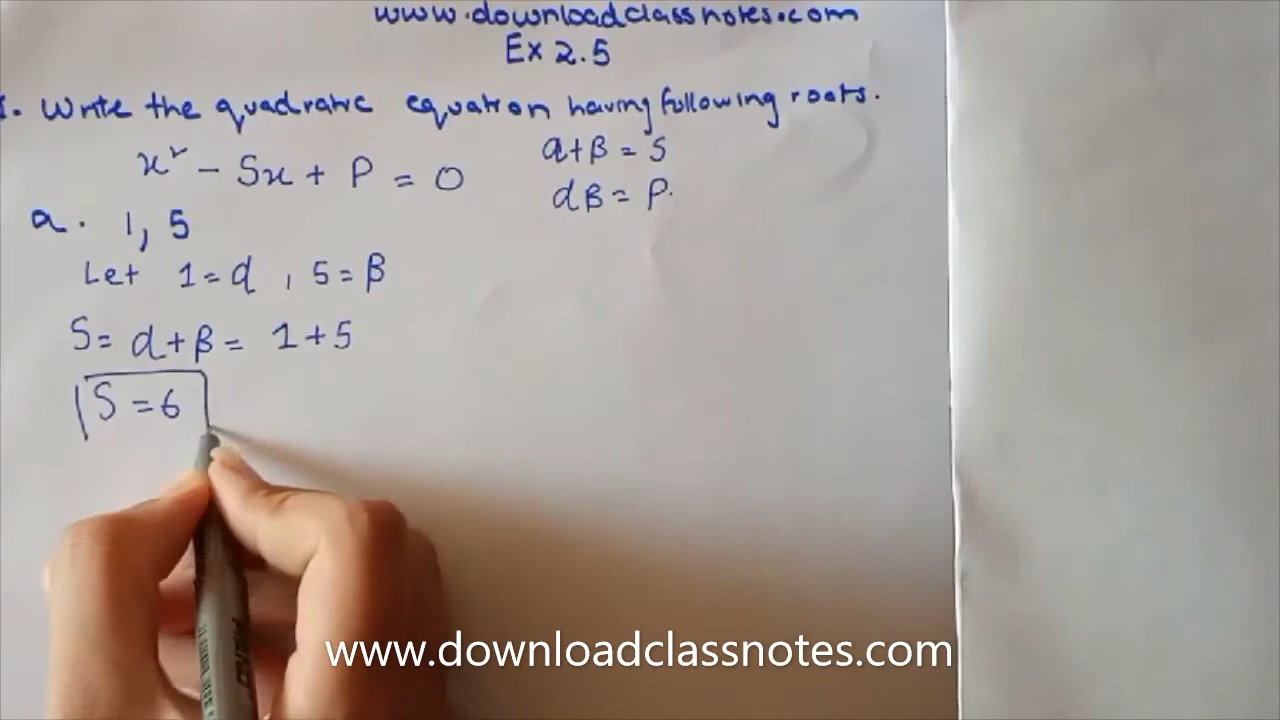 www.downloadclassnotes.com
Ex 2.5
1. Write the quadratic equation having following roots.
x² - Sx + P = 0
α+β = S
αβ = P.
a. 1, 5
Let 1 = α , 5 = β
S = α+β = 1+5
S = 6
www.downloadclassnotes.com